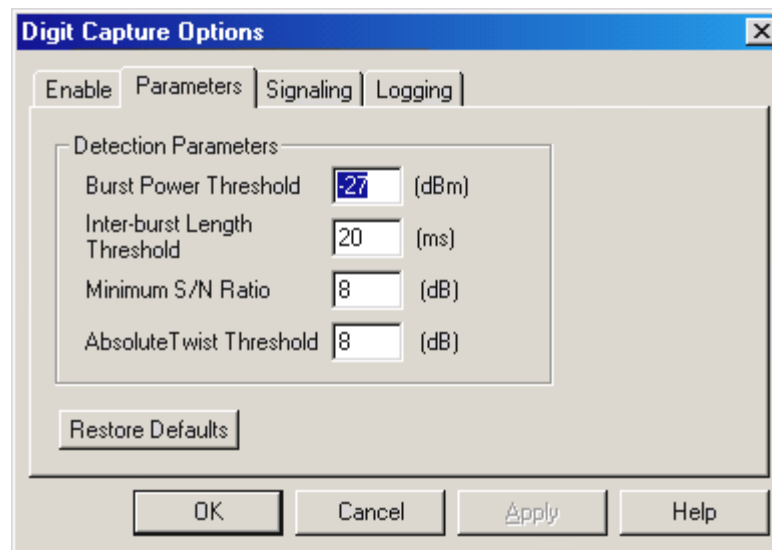 Digit Capture Options
Enable Parameters Signaling Logging
Detection Parameters
Burst Power Threshold -27 (dBm)
Inter-burst Length
Threshold 20 (ms)
Minimum S/N Ratio 8 (dB)
AbsoluteTwist Threshold 8 (dB)
Restore Defaults
OK Cancel Apply Help